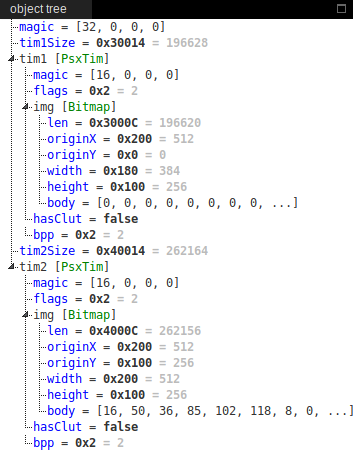 object tree
magic = [32, 0, 0, 0]
tim1Size = 0x30014 = 196628
tim1 [PsxTim]
magic = [16, 0, 0, 0]
flags = 0x2 = 2
img [Bitmap]
len = 0x3000C = 196620
originX = 0x200 = 512
originY = 0x0 = 0
width = 0x180 = 384
height = 0x100 = 256
body = [0, 0, 0, 0, 0, 0, 0, 0, ...]
hasClut = false
bpp = 0x2 = 2
tim2Size = 0x40014 = 262164
tim2 [PsxTim]
magic = [16, 0, 0, 0]
flags = 0x2 = 2
img [Bitmap]
len = 0x4000C = 262156
originX = 0x200 = 512
originY = 0x100 = 256
width = 0x200 = 512
height = 0x100 = 256
body = [16, 50, 36, 85, 102, 118, 8, 0, ...]
hasClut = false
bpp = 0x2 = 2